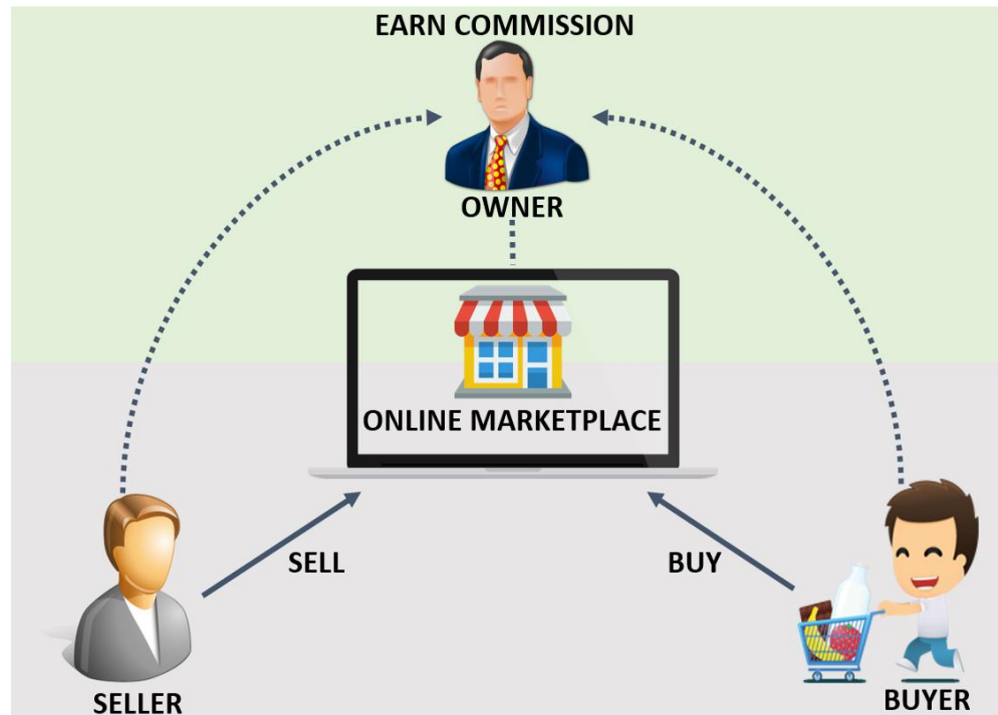 EARN COMMISSION
OWNER
ONLINE MARKETPLACE
SELL
BUY
SELLER
BUYER